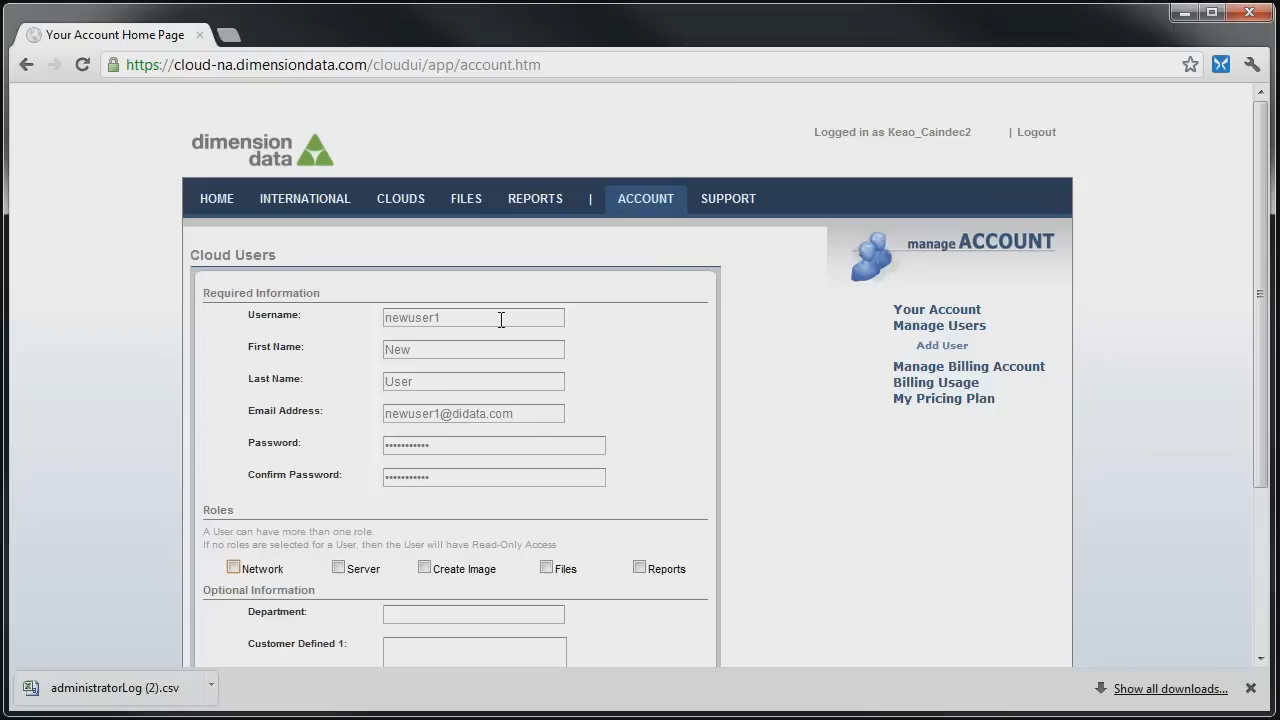 Your Account Home Page
https://cloud-na.dimensiondata.com/cloudui/app/account.htm
dimension
data
Logged in as Keao_Caindec2 | Logout
HOME INTERNATIONAL CLOUDS FILES REPORTS | ACCOUNT SUPPORT
manage ACCOUNT
Your Account
Manage Users
Add User
Manage Billing Account
Billing Usage
My Pricing Plan
Cloud Users
Required Information
Username: newuser1
First Name: New
Last Name: User
Email Address: newuser1@didata.com
Password: •••••••••••
Confirm Password: •••••••••••
Roles
A User can have more than one role.
If no roles are selected for a User, then the User will have Read-Only Access
Network Server Create Image Files Reports
Optional Information
Department:
Customer Defined 1:
administratorLog (2).csv
Show all downloads...